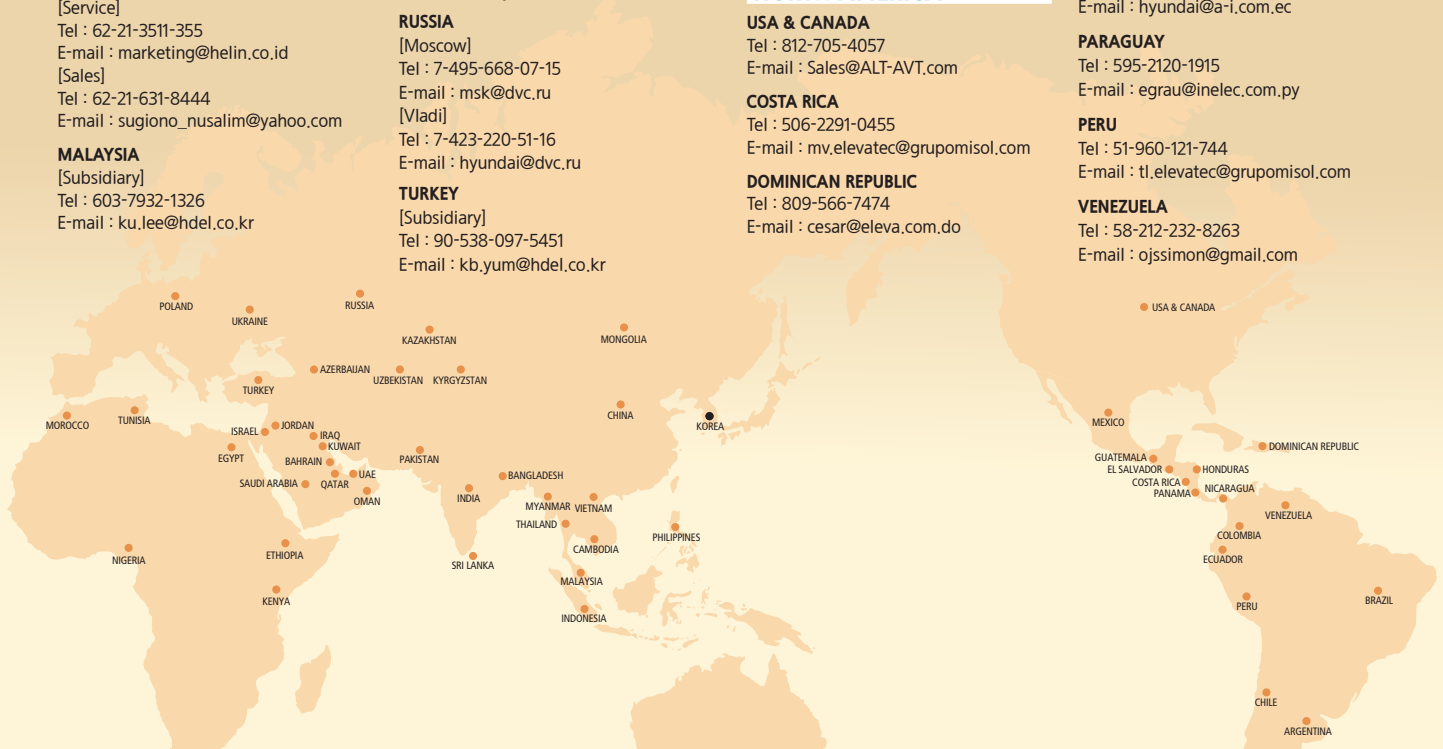 [Service]
Tel : 62-21-3511-355
E-mail : marketing@helin.co.id
[Sales]
Tel : 62-21-631-8444
E-mail : sugiono_nusalim@yahoo.com
MALAYSIA
[Subsidiary]
Tel : 603-7932-1326
E-mail : ku.lee@hdel.co.kr
RUSSIA
[Moscow]
Tel : 7-495-668-07-15
E-mail : msk@dvc.ru
[Vladi]
Tel : 7-423-220-51-16
E-mail : hyundai@dvc.ru
TURKEY
[Subsidiary]
Tel : 90-538-097-5451
E-mail : kb.yum@hdel.co.kr
USA & CANADA
Tel : 812-705-4057
E-mail : Sales@ALT-AVT.com
COSTA RICA
Tel : 506-2291-0455
E-mail : mv.elevatec@grupomisol.com
DOMINICAN REPUBLIC
Tel : 809-566-7474
E-mail : cesar@eleva.com.do
E-mail : hyundai@a-i.com.ec
PARAGUAY
Tel : 595-2120-1915
E-mail : egrau@inelec.com.py
PERU
Tel : 51-960-121-744
E-mail : tl.elevatec@grupomisol.com
VENEZUELA
Tel : 58-212-232-8263
E-mail : ojssimon@gmail.com
POLAND
UKRAINE
RUSSIA
KAZAKHSTAN
MONGOLIA
USA & CANADA
AZERBAIJAN
UZBEKISTAN
KYRGYZSTAN
TURKEY
MOROCCO
TUNISIA
ISRAEL
JORDAN
IRAQ
KUWAIT
CHINA
KOREA
MEXICO
EGYPT
BAHRAIN
PAKISTAN
SAUDI ARABIA
QATAR
UAE
OMAN
BANGLADESH
INDIA
MYANMAR
VIETNAM
THAILAND
CAMBODIA
PHILIPPINES
SRI LANKA
MALAYSIA
INDONESIA
NIGERIA
ETHIOPIA
KENYA
DOMINICAN REPUBLIC
GUATEMALA
EL SALVADOR
HONDURAS
COSTA RICA
PANAMA
NICARAGUA
VENEZUELA
COLOMBIA
ECUADOR
PERU
BRAZIL
CHILE
ARGENTINA